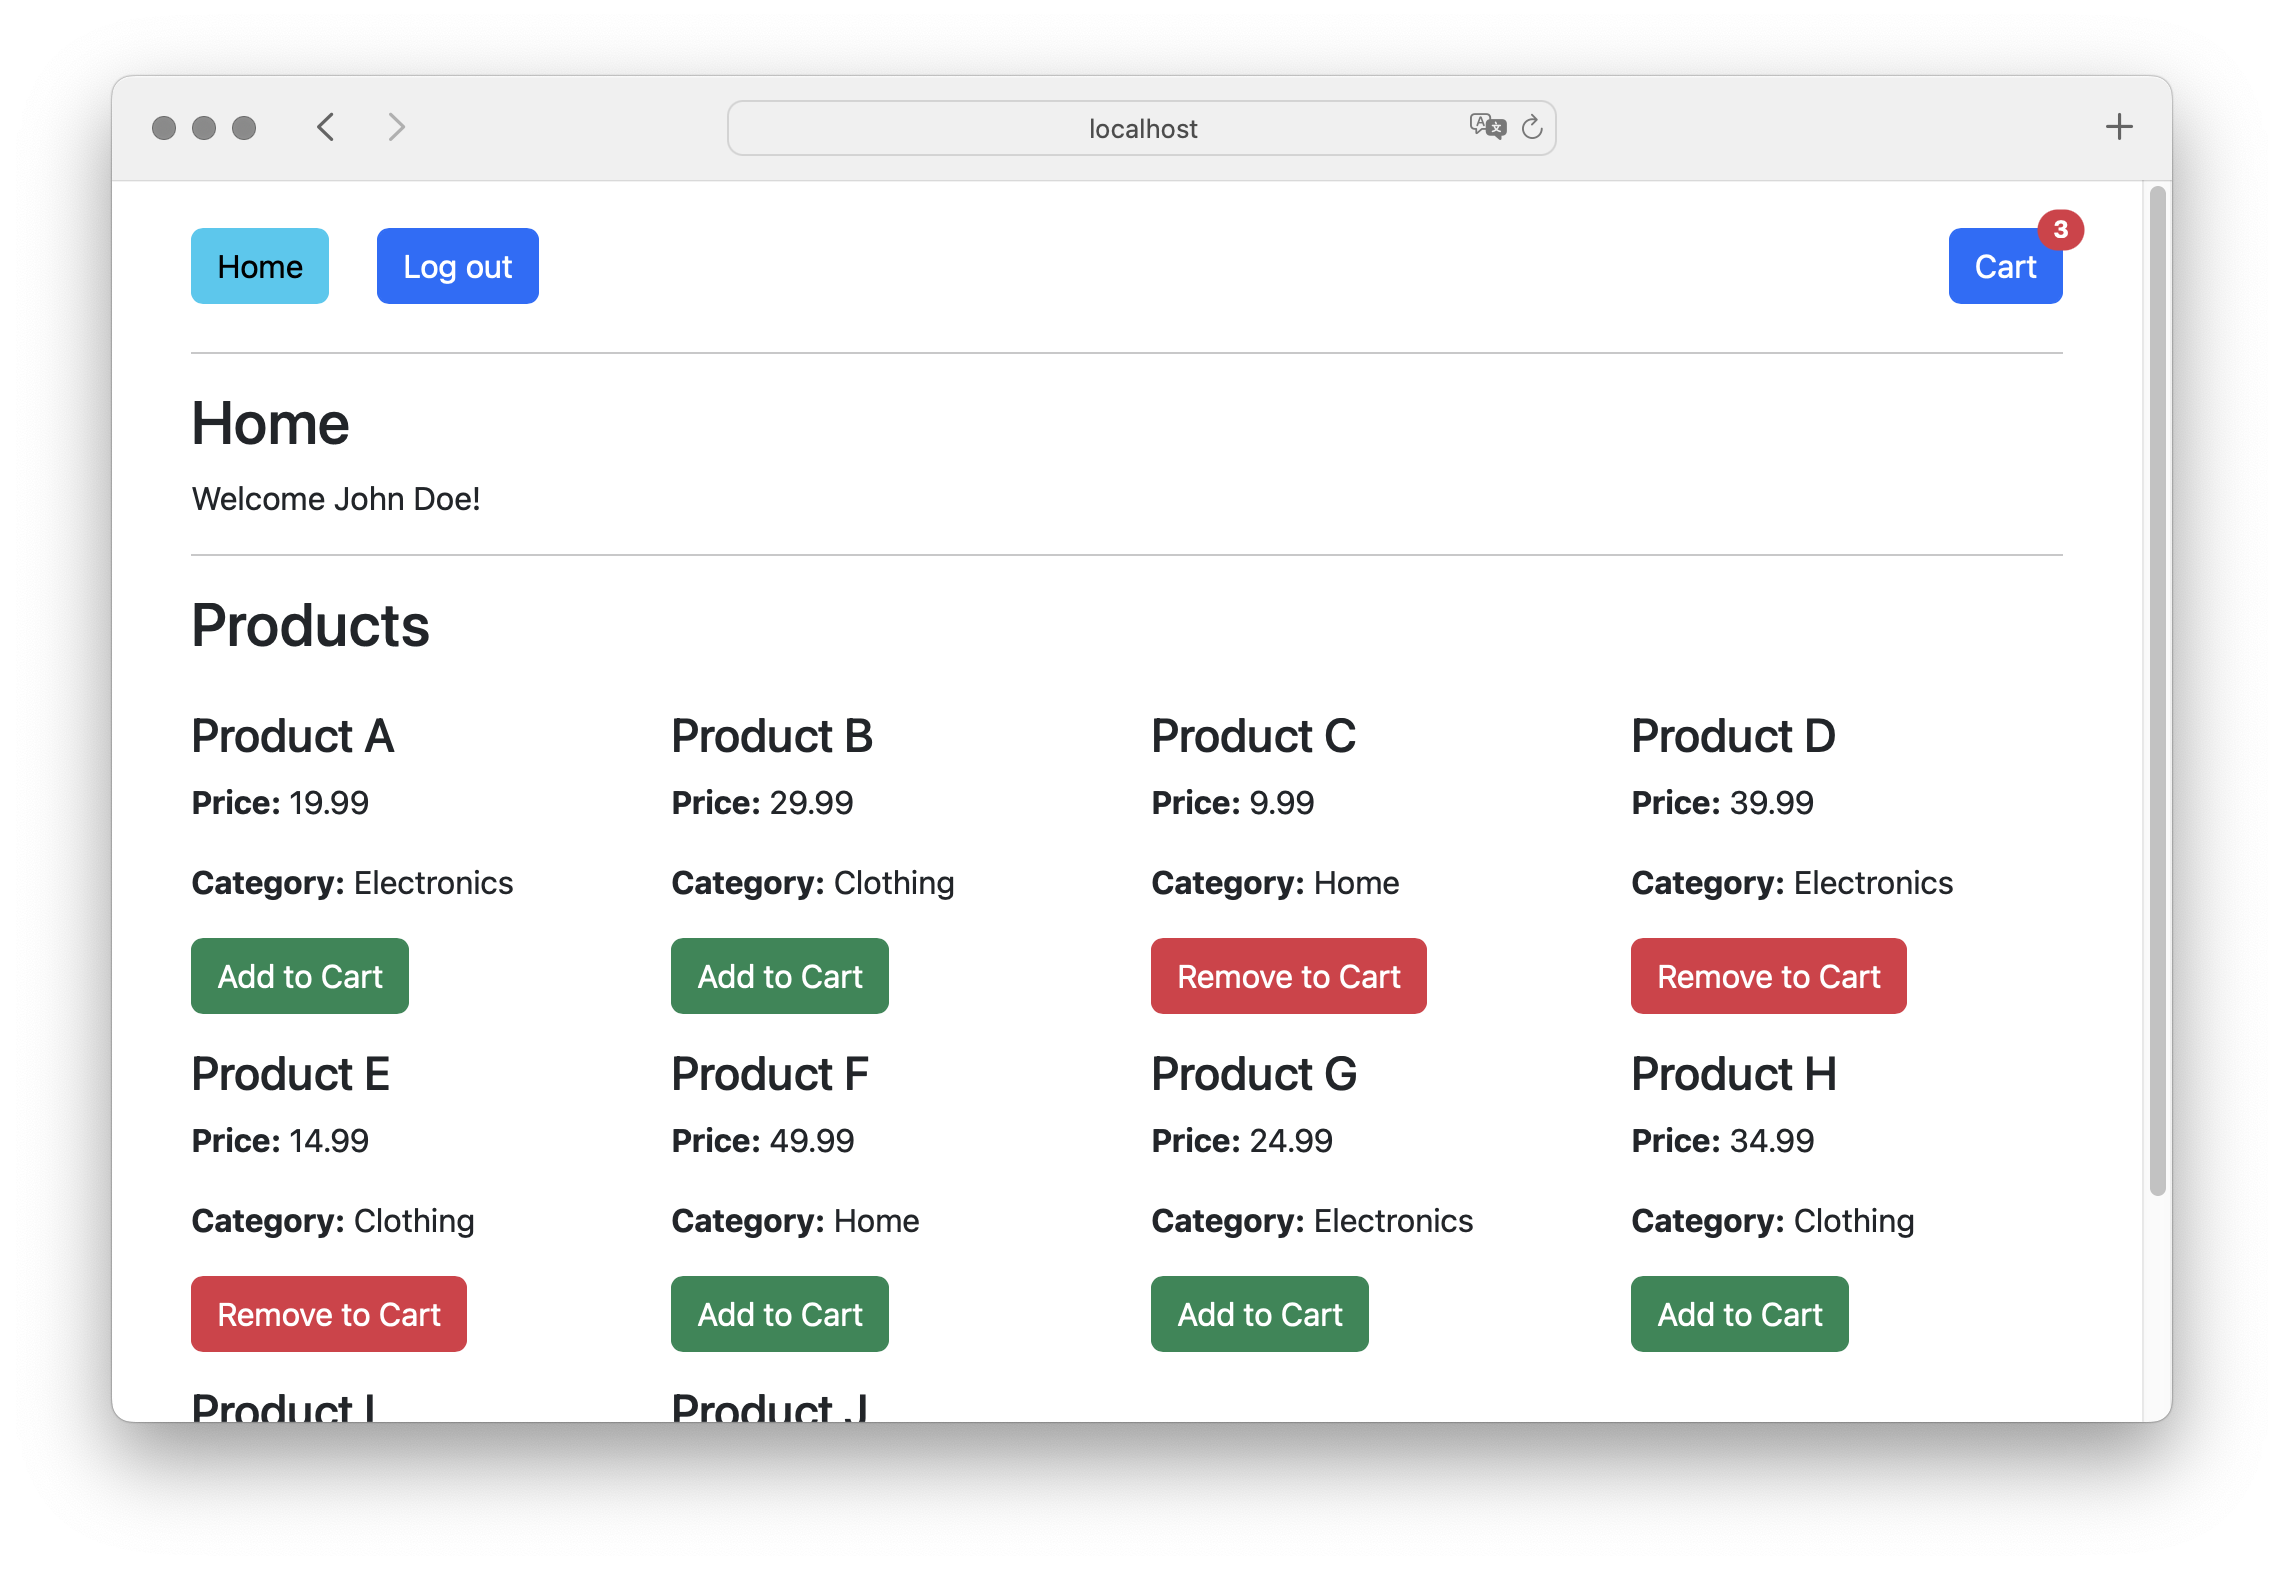 localhost
Home Log out Cart 3
Home
Welcome John Doe!
Products
Product A Product B Product C Product D
Price: 19.99 Price: 29.99 Price: 9.99 Price: 39.99
Category: Electronics Category: Clothing Category: Home Category: Electronics
Add to Cart Add to Cart Remove to Cart Remove to Cart
Product E Product F Product G Product H
Price: 14.99 Price: 49.99 Price: 24.99 Price: 34.99
Category: Clothing Category: Home Category: Electronics Category: Clothing
Remove to Cart Add to Cart Add to Cart Add to Cart
Product I Product J